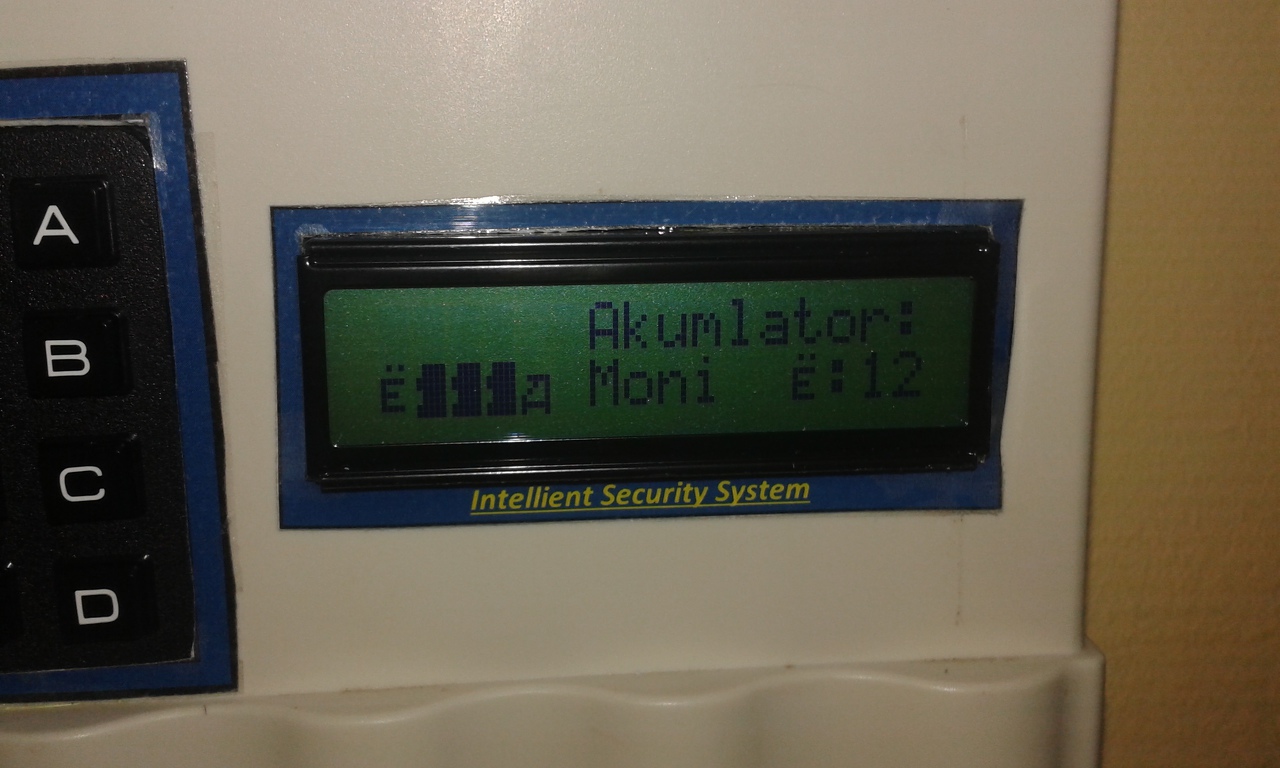 A
B
C
D
Akumlator:
Ё███д Moni ё:12
Intellient Security System